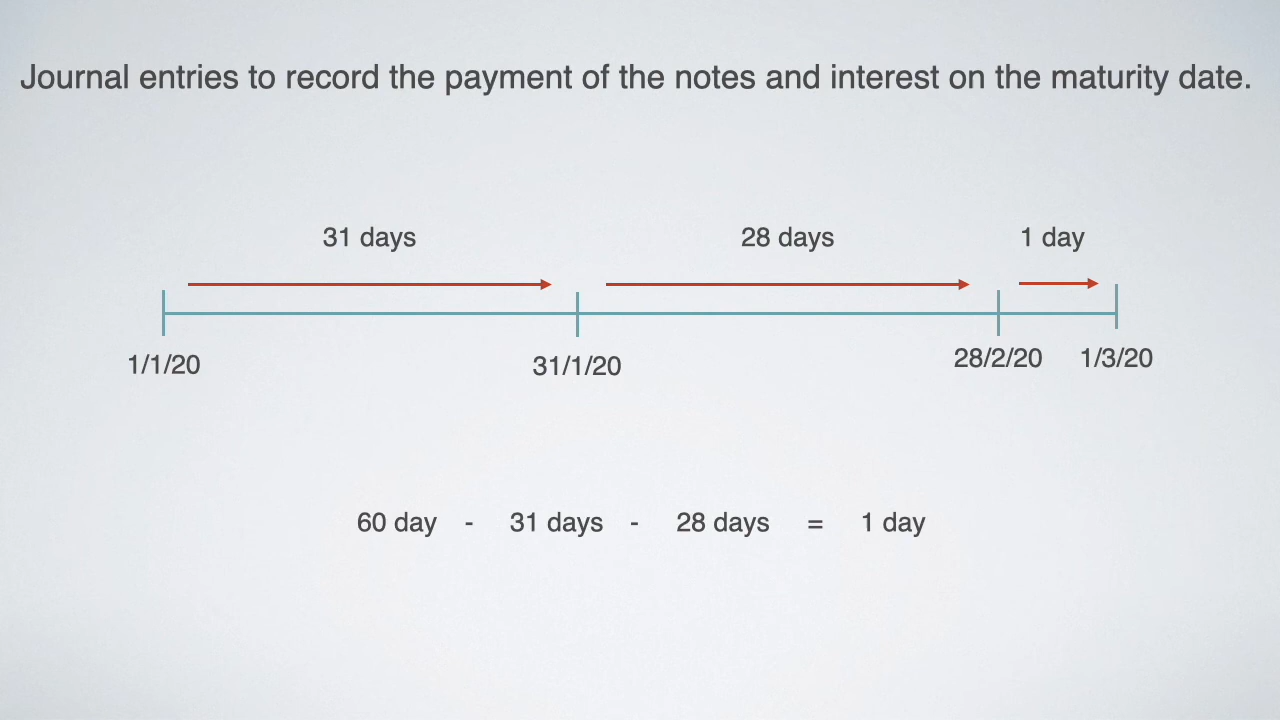 Journal entries to record the payment of the notes and interest on the maturity date.
31 days 28 days 1 day
1/1/20 31/1/20 28/2/20 1/3/20
60 day - 31 days - 28 days = 1 day